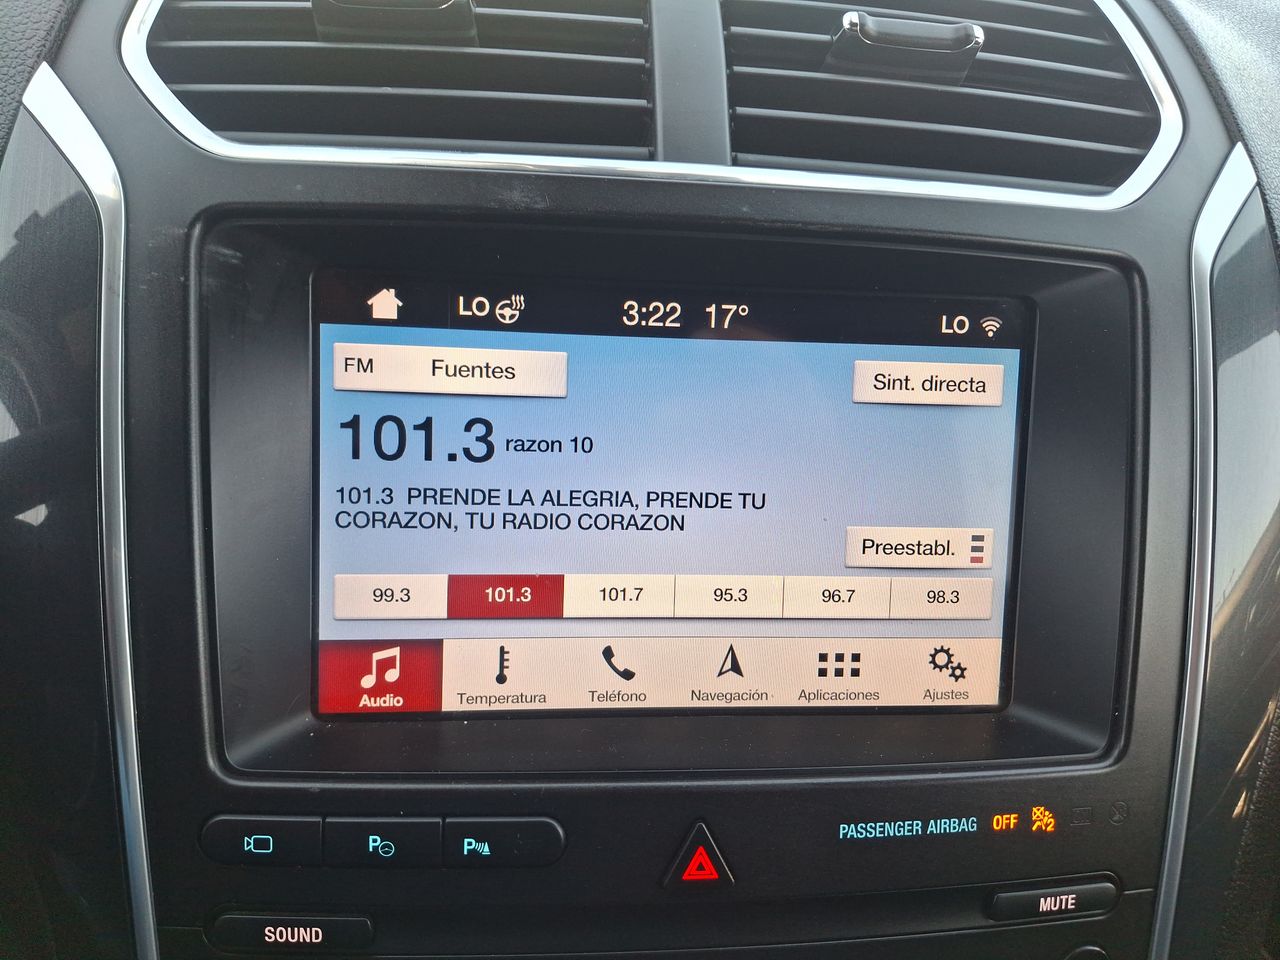 LO 3:22 17° LO
FM Fuentes
Sint. directa
101.3 razon 10
101.3 PRENDE LA ALEGRIA, PRENDE TU
CORAZON, TU RADIO CORAZON
Preestabl.
99.3 101.3 101.7 95.3 96.7 98.3
Audio Temperatura Teléfono Navegación Aplicaciones Ajustes
P P PASSENGER AIRBAG OFF 2
MUTE
SOUND